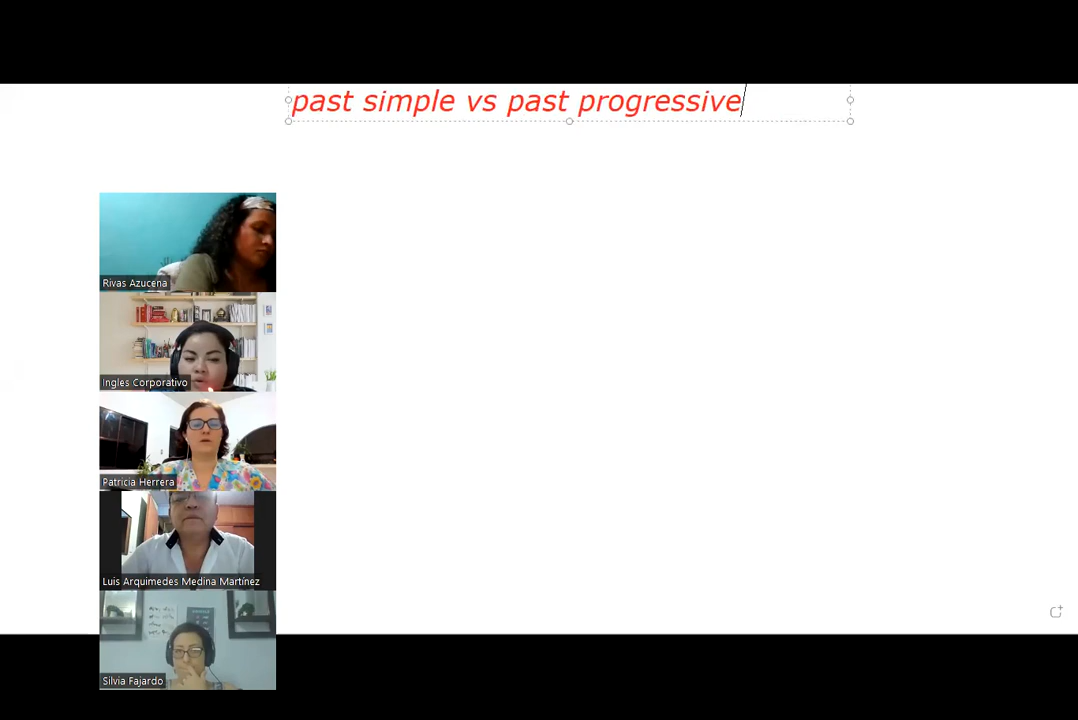 past simple vs past progressive
Rivas Azucena
Ingles Corporativo
Patricia Herrera
Luis Arquimedes Medina Martínez
Silvia Fajardo